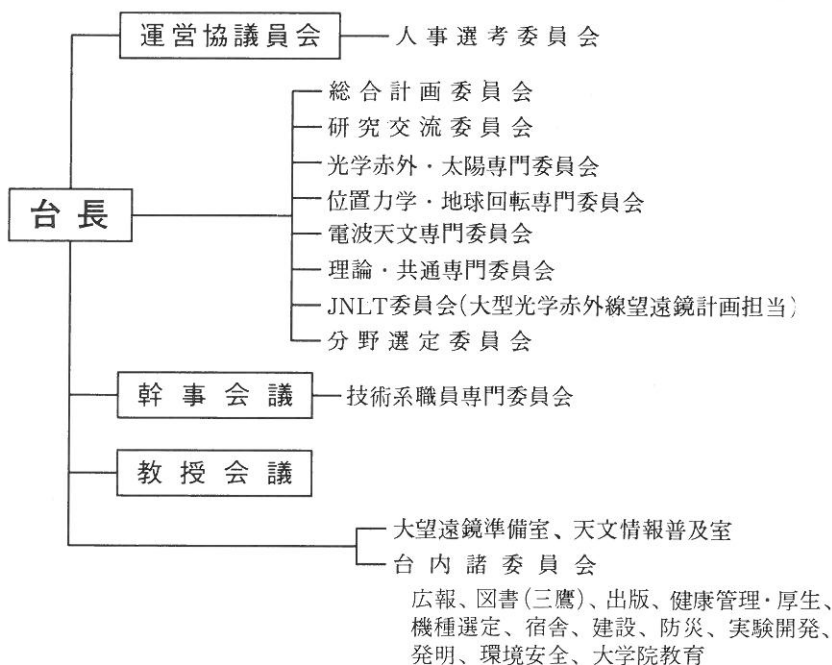 運営協議員会 人事選考委員会
総合計画委員会
研究交流委員会
光学赤外・太陽専門委員会
位置力学・地球回転専門委員会
台長
電波天文専門委員会
理論・共通専門委員会
JNLT委員会(大型光学赤外線望遠鏡計画担当)
分野選定委員会
幹事会議 技術系職員専門委員会
教授会議
大望遠鏡準備室、天文情報普及室
台内諸委員会
広報、図書(三鷹)、出版、健康管理・厚生、
機種選定、宿舎、建設、防災、実験開発、
発明、環境安全、大学院教育